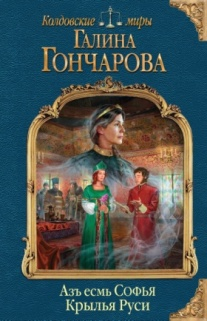 Колдовские миры
ГАЛИНА
ГОНЧАРОВА
Азъ есмь СОФЬЯ
КРЫЛЬЯ РУСИ